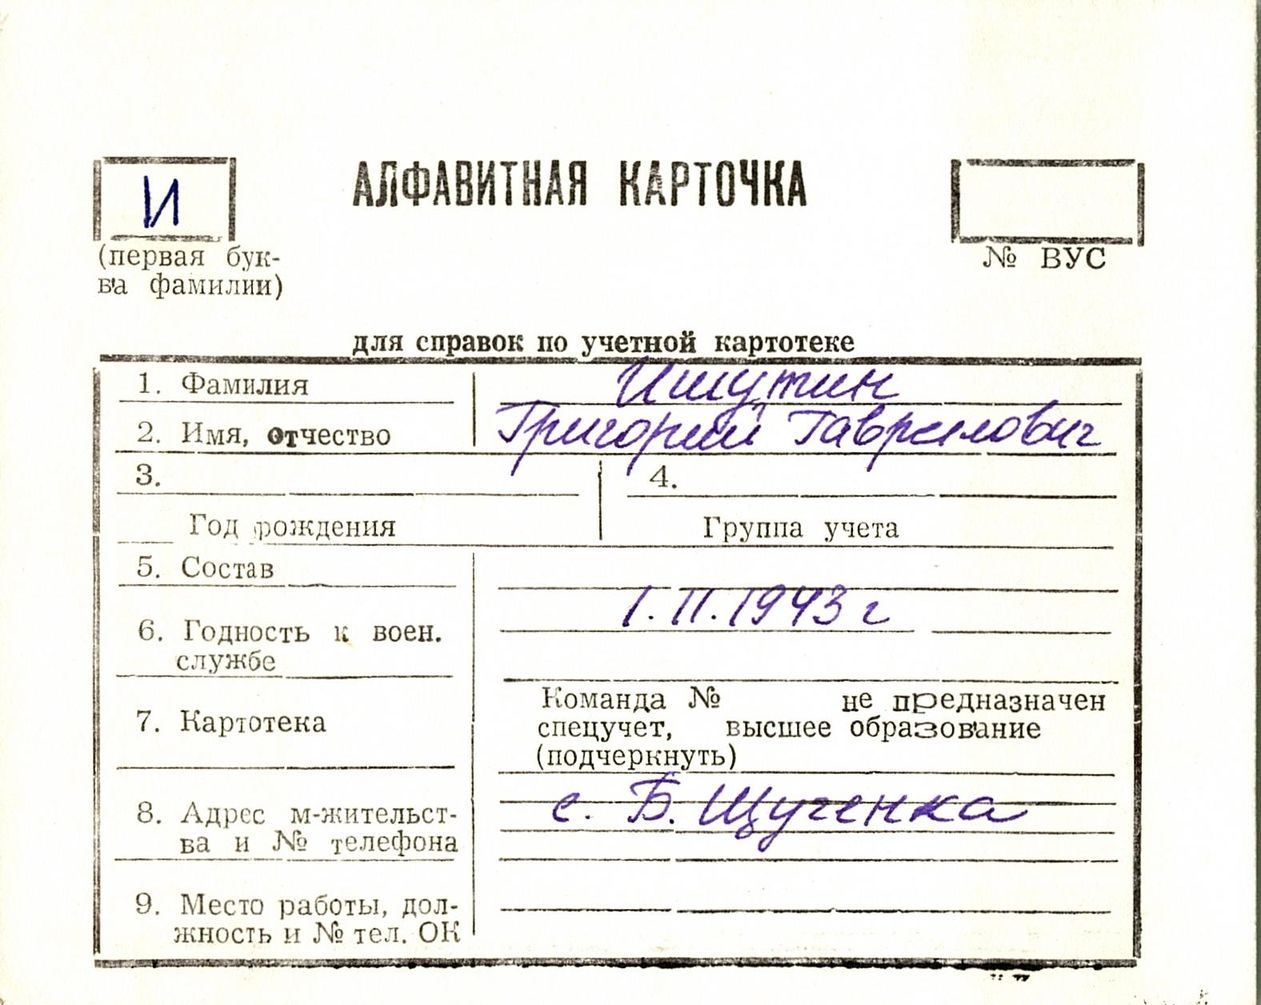 И
АЛФАВИТНАЯ КАРТОЧКА
(первая бук-
ва фамилии)
№ ВУС
для справок по учетной картотеке
1. Фамилия Ишутин
2. Имя, отчество Григорий Гаврилович
3. 4.
Год рождения Группа учета
5. Состав
1.11.1943 г
6. Годность к воен.
службе
Команда № не предназначен
7. Картотека спецучет, высшее образование
(подчеркнуть)
8. Адрес м-жительст- с. Б. Щученка
ва и № телефона
9. Место работы, дол-
жность и № тел. ОК